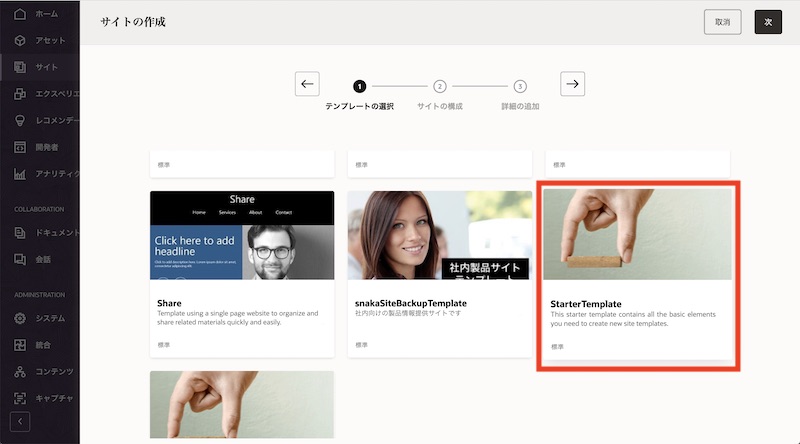 ホーム
アセット
サイト
エクスペリエ
レコメンデー
開発者
アナリティク
COLLABORATION
ドキュメント
会話
ADMINISTRATION
システム
統合
コンテンツ
キャプチャ
サイトの作成
取消
次
1
2
3
テンプレートの選択
サイトの構成
詳細の追加
標準
標準
標準
Share
Home Services About Contact
Click here to add
headline
Share
Template using a single page website to organize and
share related materials quickly and easily.
標準
社内製品サイト
テンプレート
snakaSiteBackupTemplate
社内向けの製品情報提供サイトです
標準
StarterTemplate
This starter template contains all the basic elements
you need to create new site templates.
標準